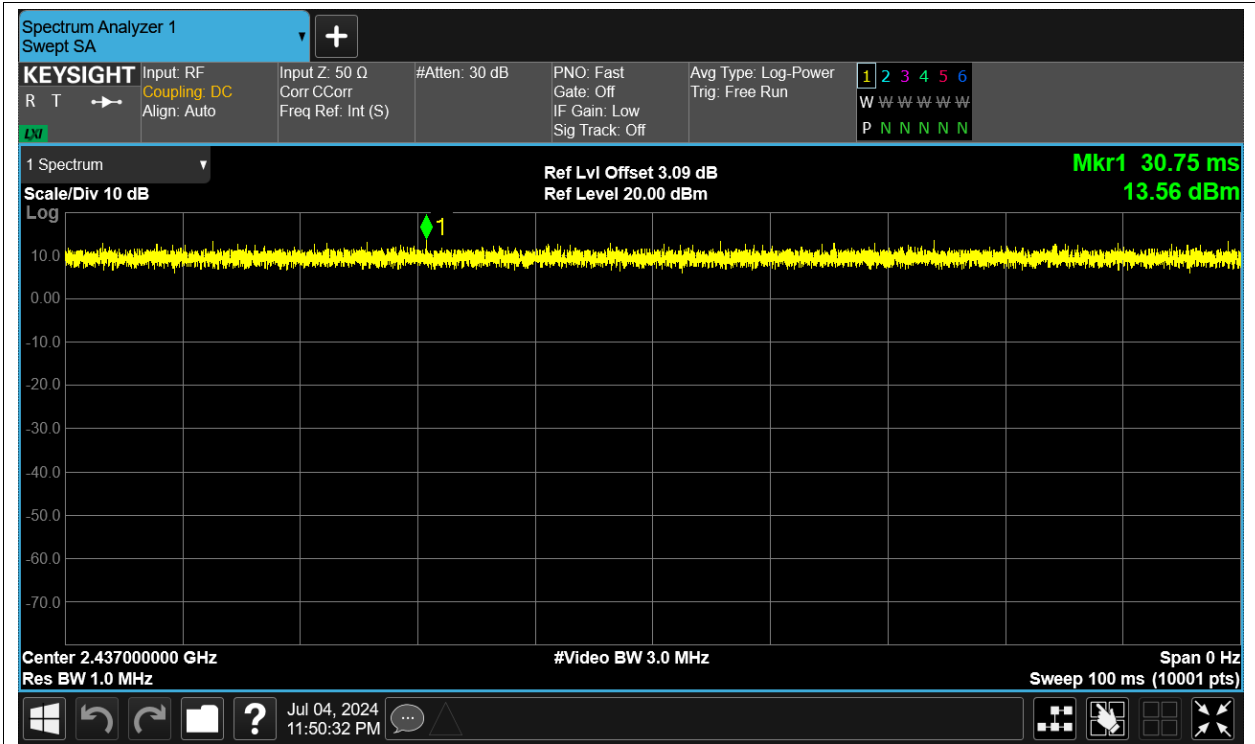 Spectrum Analyzer 1
Swept SA
+
KEYSIGHT
R T
LXI
Input: RF
Coupling: DC
Align: Auto
Input Z: 50 Ω
Corr CCorr
Freq Ref: Int (S)
#Atten: 30 dB
PNO: Fast
Gate: Off
IF Gain: Low
Sig Track: Off
Avg Type: Log-Power
Trig: Free Run
1 2 3 4 5 6
W W W W W W
P N N N N N
1 Spectrum
Scale/Div 10 dB
Log
Ref Lvl Offset 3.09 dB
Ref Level 20.00 dBm
Mkr1 30.75 ms
13.56 dBm
1
10.0
0.00
-10.0
-20.0
-30.0
-40.0
-50.0
-60.0
-70.0
Center 2.437000000 GHz
Res BW 1.0 MHz
#Video BW 3.0 MHz
Span 0 Hz
Sweep 100 ms (10001 pts)
?
Jul 04, 2024
11:50:32 PM